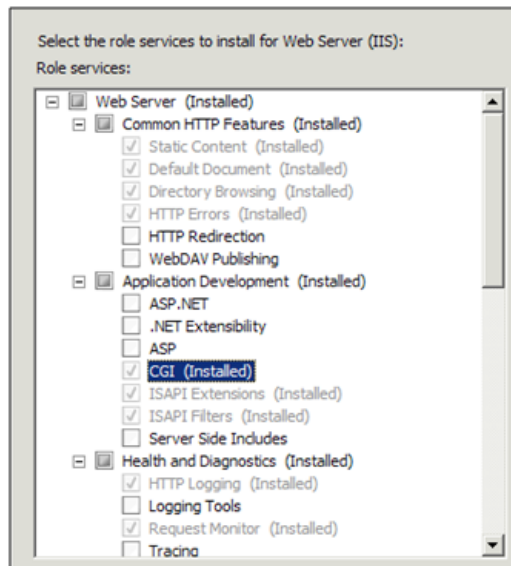 Select the role services to install for Web Server (IIS):
Role services:
Web Server (Installed)
Common HTTP Features (Installed)
Static Content (Installed)
Default Document (Installed)
Directory Browsing (Installed)
HTTP Errors (Installed)
HTTP Redirection
WebDAV Publishing
Application Development (Installed)
ASP.NET
.NET Extensibility
ASP
CGI (Installed)
ISAPI Extensions (Installed)
ISAPI Filters (Installed)
Server Side Includes
Health and Diagnostics (Installed)
HTTP Logging (Installed)
Logging Tools
Request Monitor (Installed)
Tracing